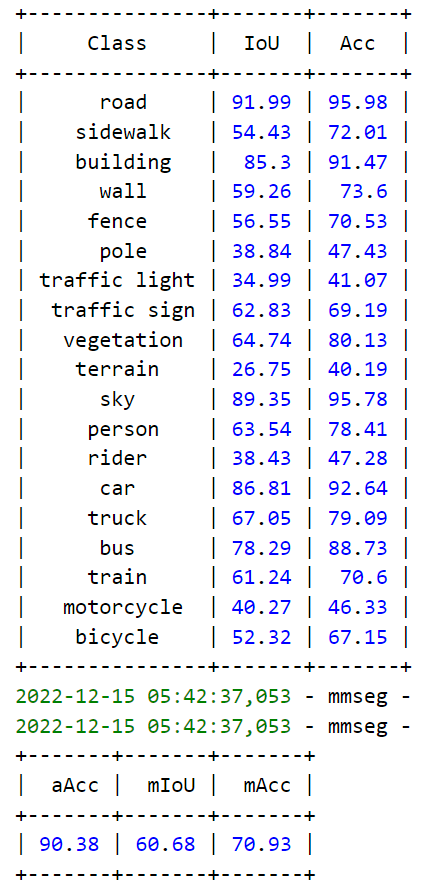 +---------------+-------+-------+
|     Class     |  IoU  |  Acc  |
+---------------+-------+-------+
|      road     | 91.99 | 95.98 |
|    sidewalk   | 54.43 | 72.01 |
|    building   |  85.3 | 91.47 |
|      wall     | 59.26 |  73.6 |
|     fence     | 56.55 | 70.53 |
|      pole     | 38.84 | 47.43 |
| traffic light | 34.99 | 41.07 |
|  traffic sign | 62.83 | 69.19 |
|   vegetation  | 64.74 | 80.13 |
|    terrain    | 26.75 | 40.19 |
|      sky      | 89.35 | 95.78 |
|     person    | 63.54 | 78.41 |
|     rider     | 38.43 | 47.28 |
|      car      | 86.81 | 92.64 |
|     truck     | 67.05 | 79.09 |
|      bus      | 78.29 | 88.73 |
|     train     | 61.24 |  70.6 |
|   motorcycle  | 40.27 | 46.33 |
|    bicycle    | 52.32 | 67.15 |
+---------------+-------+-------+
2022-12-15 05:42:37,053 - mmseg -
2022-12-15 05:42:37,053 - mmseg -
+-------+-------+-------+
|  aAcc |  mIoU |  mAcc |
+-------+-------+-------+
| 90.38 | 60.68 | 70.93 |
+-------+-------+-------+